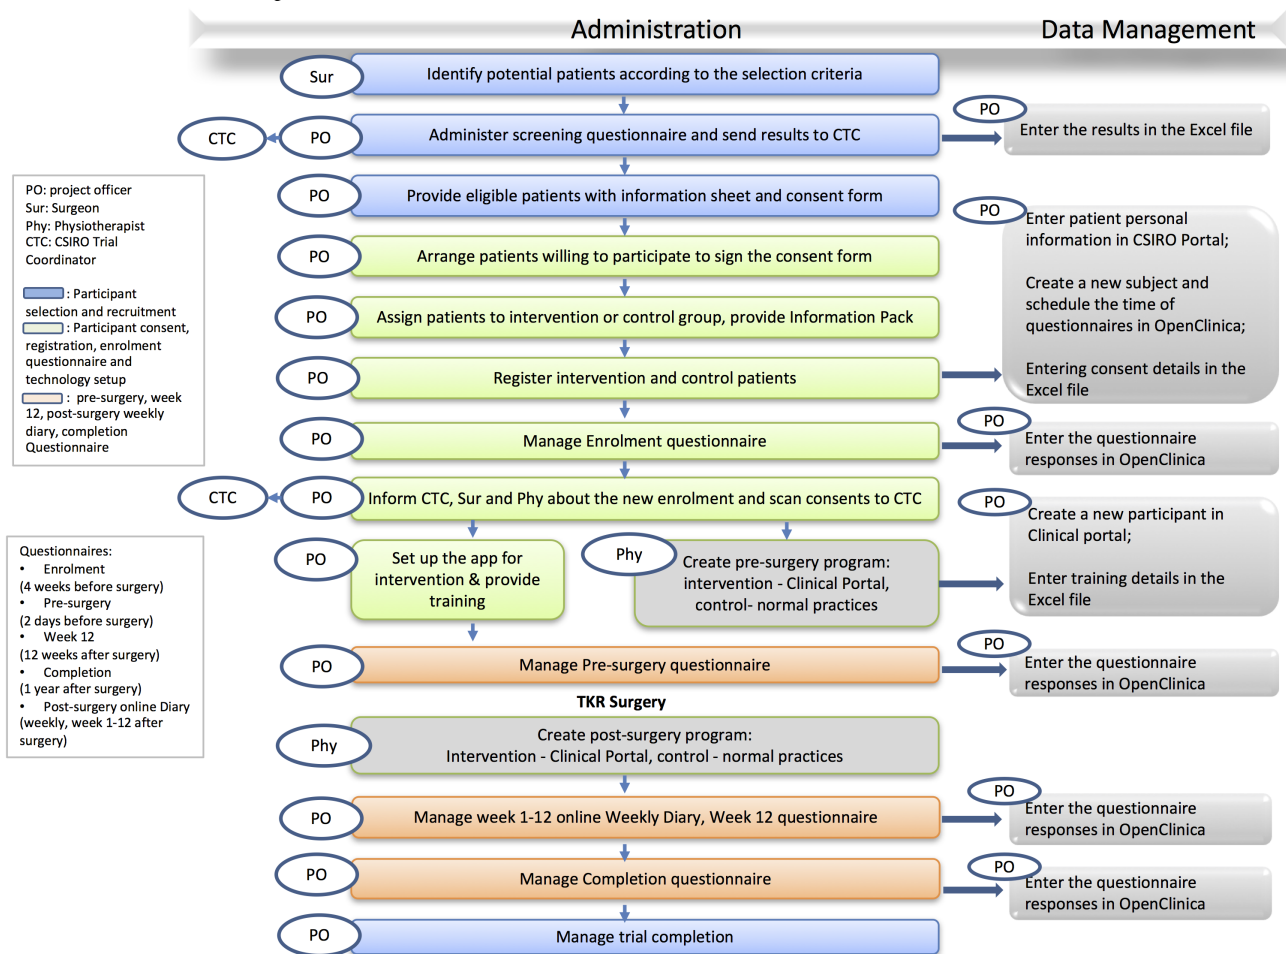 Administration
Data Management
Sur
Identify potential patients according to the selection criteria
CTC
PO
Administer screening questionnaire and send results to CTC
PO
Enter the results in the Excel file
PO
Provide eligible patients with information sheet and consent form
PO: project officer
Sur: Surgeon
Phy: Physiotherapist
CTC: CSIRO Trial
Coordinator
: Participant
selection and recruitment
: Participant consent,
registration, enrolment
questionnaire and
technology setup
: pre-surgery, week
12, post-surgery weekly
diary, completion
Questionnaire
PO
Arrange patients willing to participate to sign the consent form
PO
Assign patients to intervention or control group, provide Information Pack
PO
Register intervention and control patients
PO
Enter patient personal
information in CSIRO Portal;
Create a new subject and
schedule the time of
questionnaires in OpenClinica;
Entering consent details in the
Excel file
PO
Manage Enrolment questionnaire
PO
Enter the questionnaire
responses in OpenClinica
CTC
PO
Inform CTC, Sur and Phy about the new enrolment and scan consents to CTC
PO
Set up the app for
intervention & provide
training
Phy
Create pre-surgery program:
intervention - Clinical Portal,
control- normal practices
PO
Create a new participant in
Clinical portal;
Enter training details in the
Excel file
Questionnaires:
• Enrolment
(4 weeks before surgery)
• Pre-surgery
(2 days before surgery)
• Week 12
(12 weeks after surgery)
• Completion
(1 year after surgery)
• Post-surgery online Diary
(weekly, week 1-12 after
surgery)
PO
Manage Pre-surgery questionnaire
PO
Enter the questionnaire
responses in OpenClinica
TKR Surgery
Phy
Create post-surgery program:
Intervention - Clinical Portal, control - normal practices
PO
Manage week 1-12 online Weekly Diary, Week 12 questionnaire
PO
Enter the questionnaire
responses in OpenClinica
PO
Manage Completion questionnaire
PO
Enter the questionnaire
responses in OpenClinica
PO
Manage trial completion